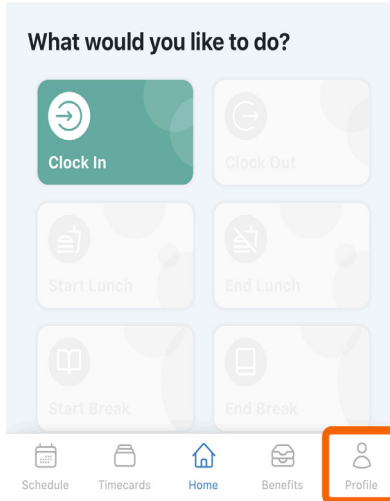 What would you like to do?
Clock In
Clock Out
Start Lunch
End Lunch
Start Break
End Break
Schedule
Timecards
Home
Benefits
Profile